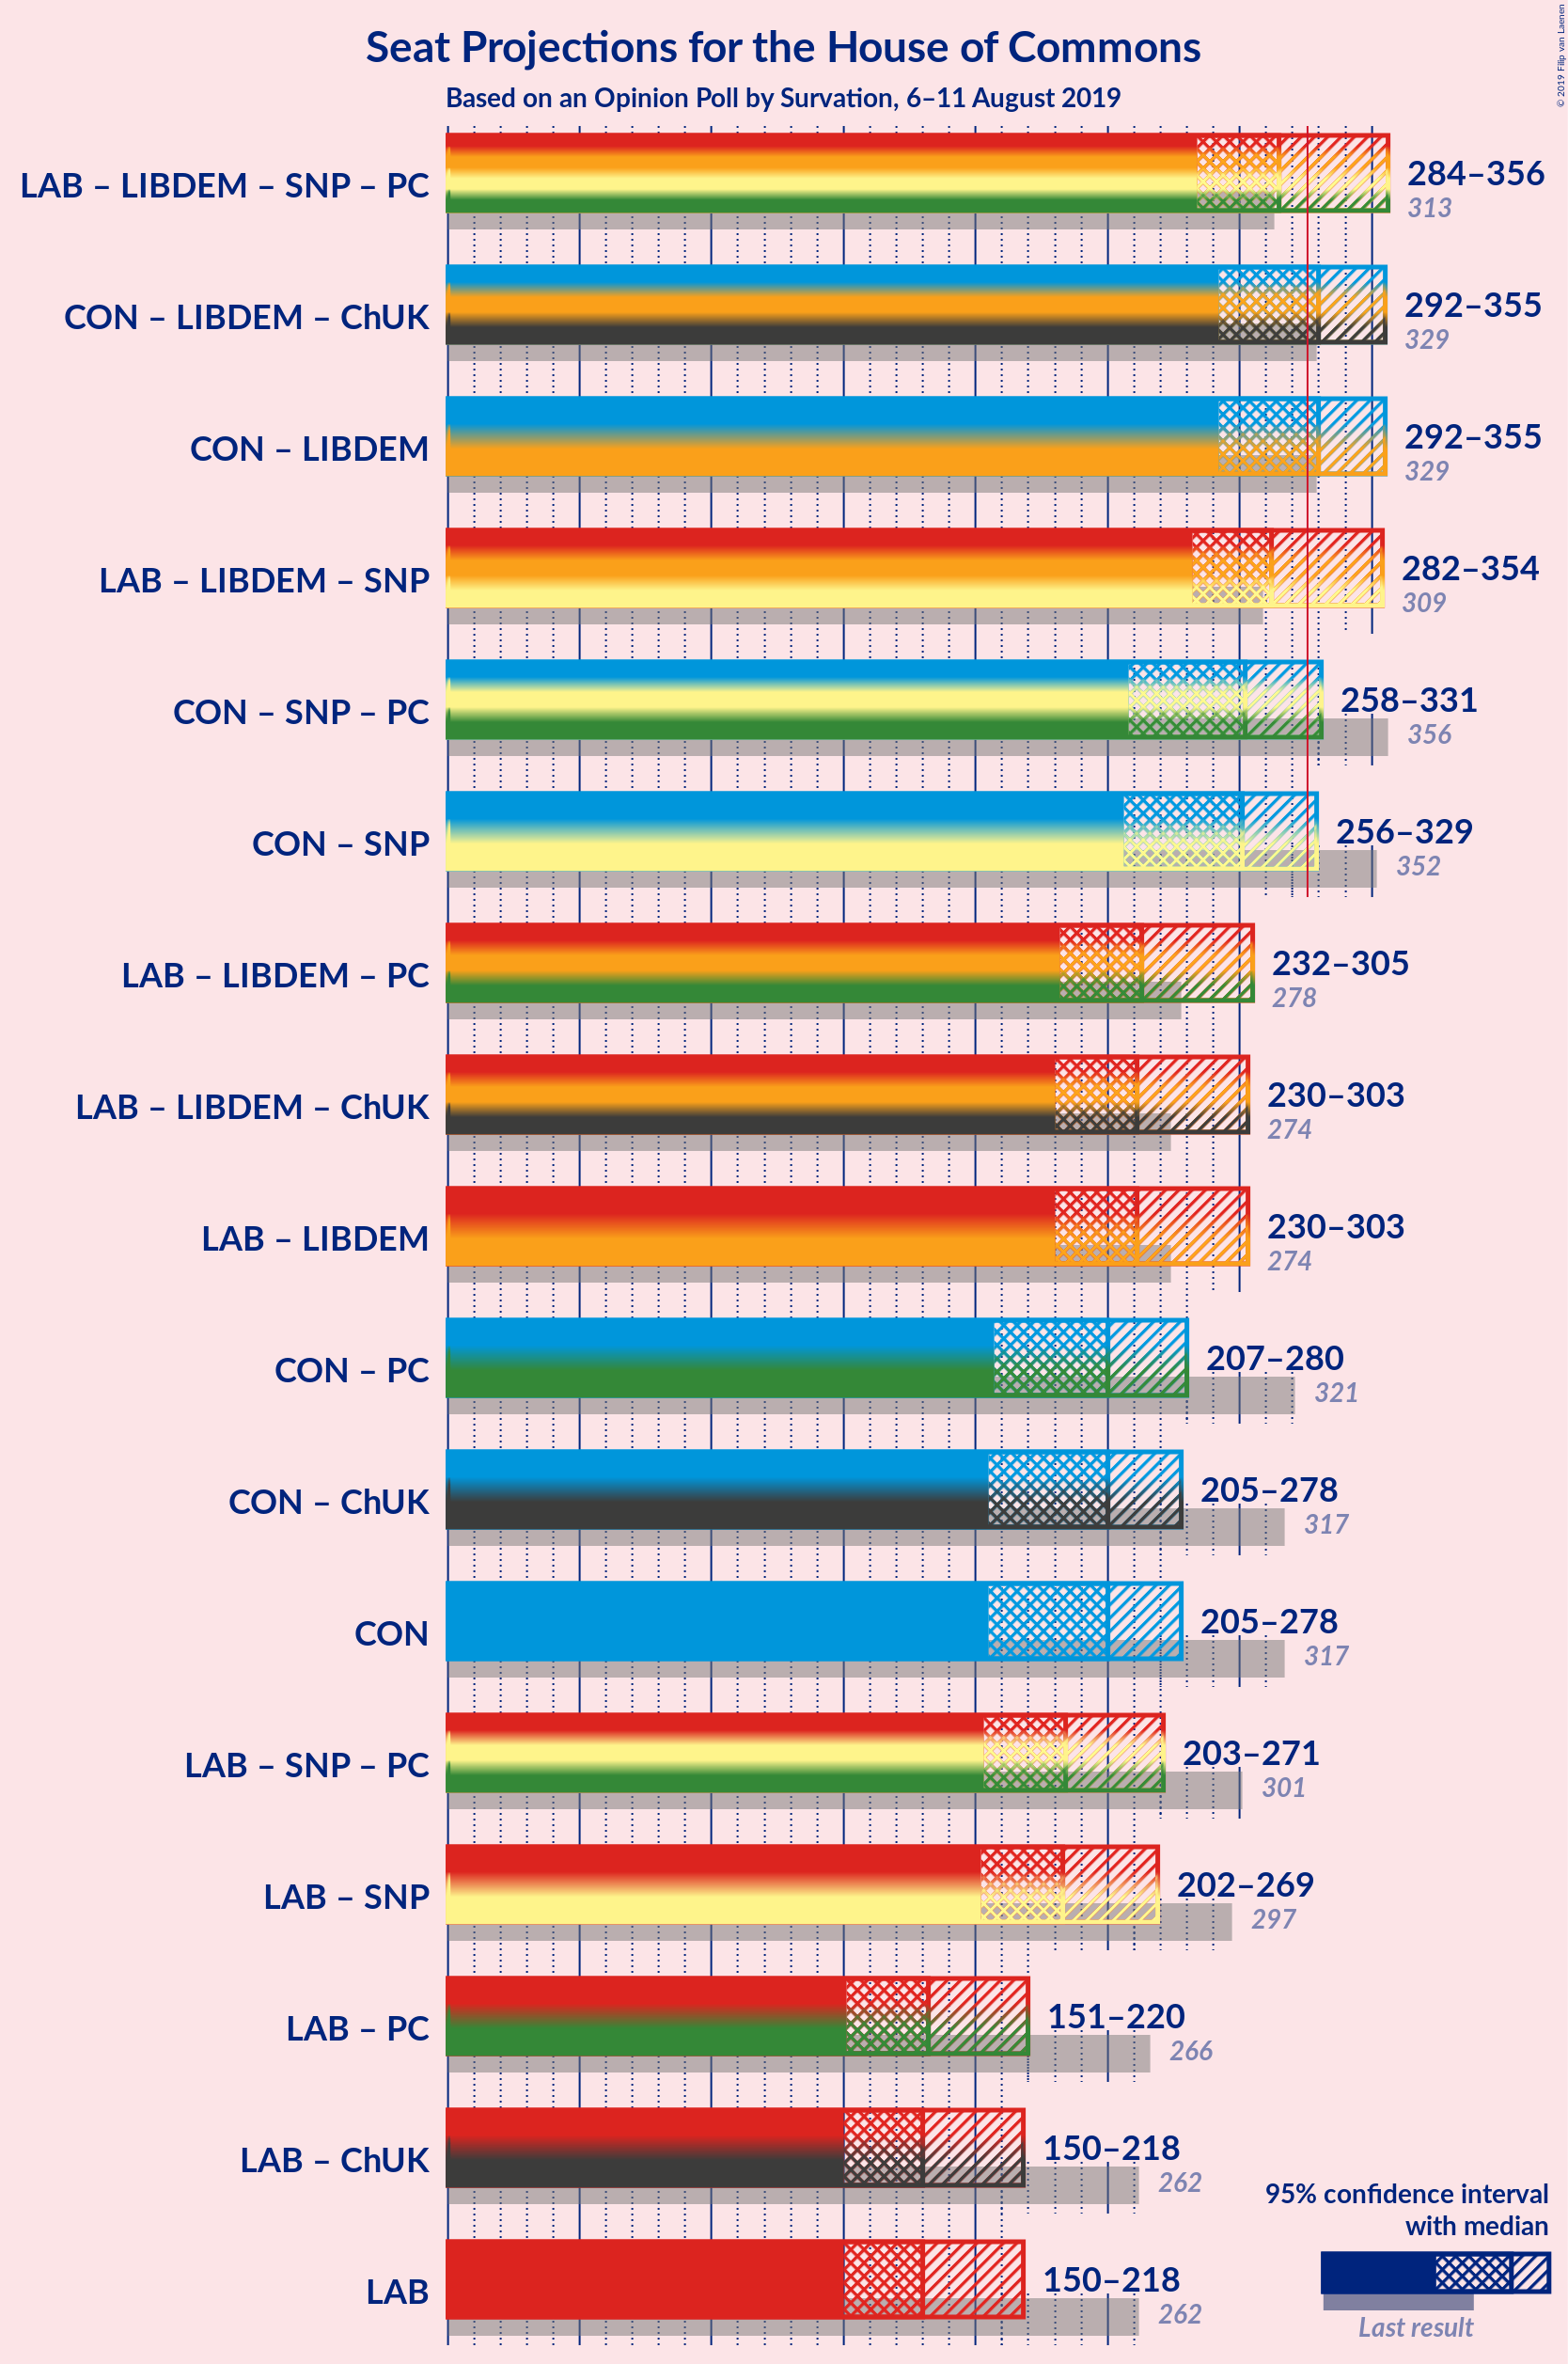 Seat Projections for the House of Commons
Based on an Opinion Poll by Survation, 6–11 August 2019
© 2019 Filip van Laenen
LAB – LIBDEM – SNP – PC
284–356
313
CON – LIBDEM – ChUK
292–355
329
CON – LIBDEM
292–355
329
LAB – LIBDEM – SNP
282–354
309
CON – SNP – PC
258–331
356
CON – SNP
256–329
352
LAB – LIBDEM – PC
232–305
278
LAB – LIBDEM – ChUK
230–303
274
LAB – LIBDEM
230–303
274
CON – PC
207–280
321
CON – ChUK
205–278
317
CON
205–278
317
LAB – SNP – PC
203–271
301
LAB – SNP
202–269
297
LAB – PC
151–220
266
LAB – ChUK
150–218
262
LAB
150–218
262
95% confidence interval
with median
Last result